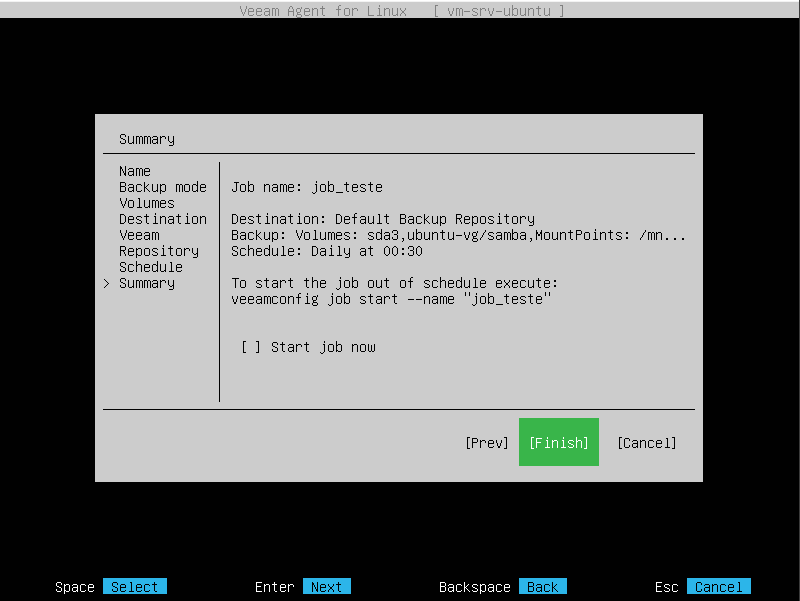 Veeam Agent for Linux [ vm-srv-ubuntu ]
Summary
Name
Backup mode
Volumes
Destination
Veeam
Repository
Schedule
> Summary
Job name: job_teste
Destination: Default Backup Repository
Backup: Volumes: sda3,ubuntu-vg/samba,MountPoints: /mn...
Schedule: Daily at 00:30
To start the job out of schedule execute:
veeamconfig job start --name "job_teste"
[ ] Start job now
[Prev] [Finish] [Cancel]
Space Select Enter Next Backspace Back Esc Cancel